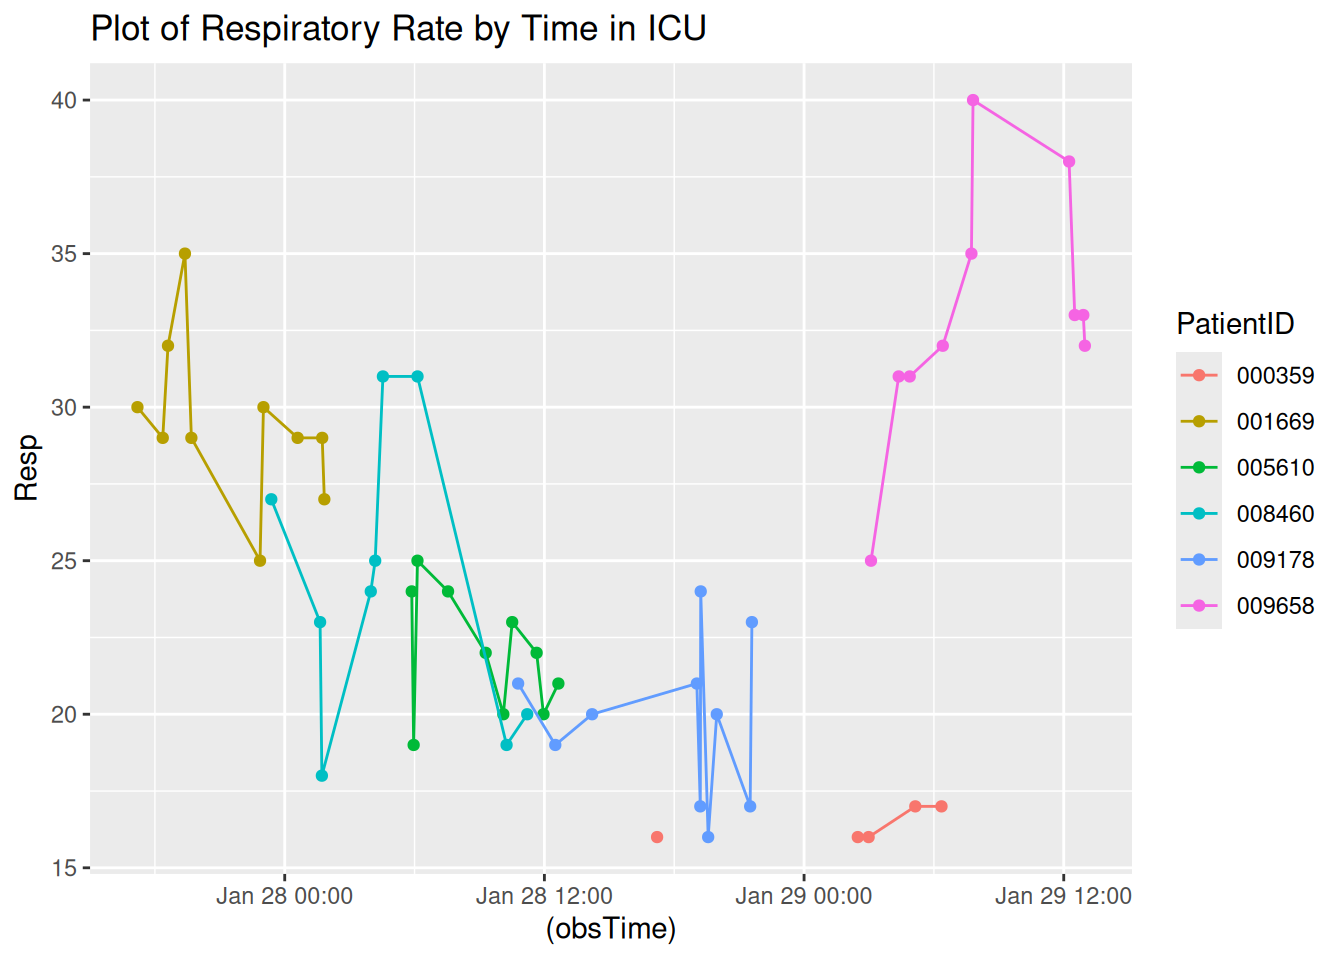 Plot of Respiratory Rate by Time in ICU
40
35
30
25
20
15
Resp
Jan 28 00:00
Jan 28 12:00
Jan 29 00:00
Jan 29 12:00
(obsTime)
PatientID
000359
001669
005610
008460
009178
009658